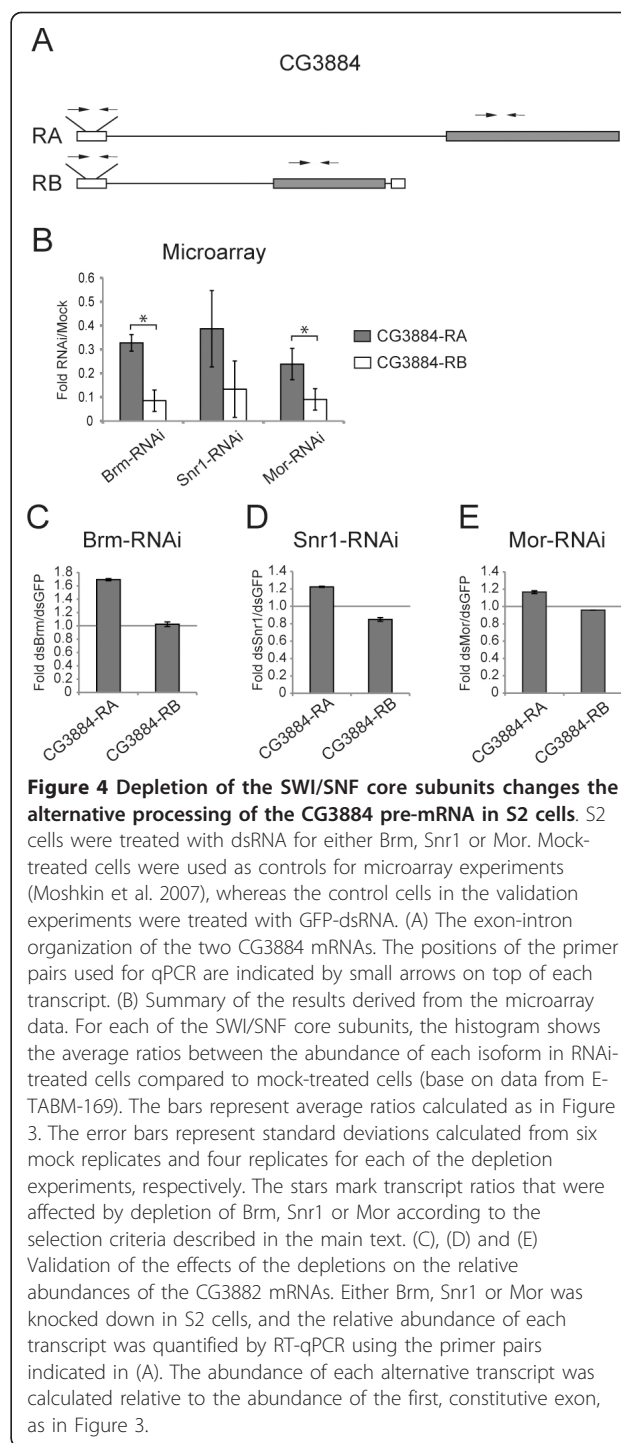 A
CG3884
RA
RB
B
Microarray
Fold RNAi/Mock
0.6
0.5
0.4
0.3
0.2
0.1
0
*
*
CG3884-RA
CG3884-RB
Brm-RNAi
Snr1-RNAi
Mor-RNAi
C
Brm-RNAi
Fold dsBrm/dsGFP
1.8
1.6
1.4
1.2
1
0.8
0.6
0.4
0.2
0
CG3884-RA
CG3884-RB
D
Snr1-RNAi
Fold dsSnr1/dsGFP
1.4
1.2
1
0.8
0.6
0.4
0.2
0
CG3884-RA
CG3884-RB
E
Mor-RNAi
Fold dsMor/dsGFP
1.4
1.2
1
0.8
0.6
0.4
0.2
0
CG3884-RA
CG3884-RB
Figure 4 Depletion of the SWI/SNF core subunits changes the
alternative processing of the CG3884 pre-mRNA in S2 cells. S2
cells were treated with dsRNA for either Brm, Snr1 or Mor. Mock-
treated cells were used as controls for microarray experiments
(Moshkin et al. 2007), whereas the control cells in the validation
experiments were treated with GFP-dsRNA. (A) The exon-intron
organization of the two CG3884 mRNAs. The positions of the primer
pairs used for qPCR are indicated by small arrows on top of each
transcript. (B) Summary of the results derived from the microarray
data. For each of the SWI/SNF core subunits, the histogram shows
the average ratios between the abundance of each isoform in RNAi-
treated cells compared to mock-treated cells (base on data from E-
TABM-169). The bars represent average ratios calculated as in Figure
3. The error bars represent standard deviations calculated from six
mock replicates and four replicates for each of the depletion
experiments, respectively. The stars mark transcript ratios that were
affected by depletion of Brm, Snr1 or Mor according to the
selection criteria described in the main text. (C), (D) and (E)
Validation of the effects of the depletions on the relative
abundances of the CG3882 mRNAs. Either Brm, Snr1 or Mor was
knocked down in S2 cells, and the relative abundance of each
transcript was quantified by RT-qPCR using the primer pairs
indicated in (A). The abundance of each alternative transcript was
calculated relative to the abundance of the first, constitutive exon,
as in Figure 3.